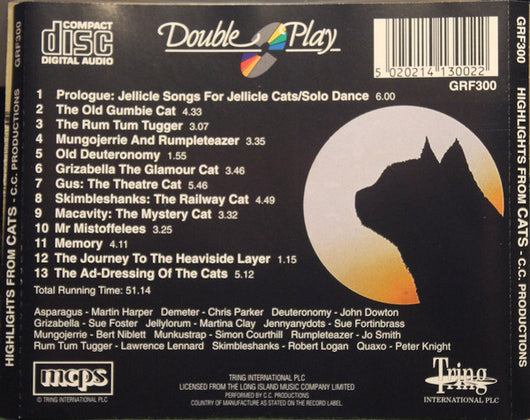 COMPACT
disc
DIGITAL AUDIO
Double Play
5 020214 130022
GRF300
1 Prologue: Jellicle Songs For Jellicle Cats/Solo Dance 6.00
2 The Old Gumbie Cat 4.33
3 The Rum Tum Tugger 3.07
4 Mungojerrie And Rumpleteazer 3.35
5 Old Deuteronomy 1.55
6 Grizabella The Glamour Cat 3.46
7 Gus: The Theatre Cat 5.46
8 Skimbleshanks: The Railway Cat 4.49
9 Macavity: The Mystery Cat 3.32
10 Mr Mistoffelees 3.25
11 Memory 4.11
12 The Journey To The Heaviside Layer 1.15
13 The Ad-Dressing Of The Cats 5.12
Total Running Time: 51.14
Asparagus - Martin Harper Demeter - Chris Parker Deuteronomy - John Dowton
Grizabella - Sue Foster Jellylorum - Martina Clay Jennyanydots - Sue Fortinbrass
Mungojerrie - Bert Niblett Munkustrap - Simon Courthill Rumpleteazer - Jo Smith
Rum Tum Tugger - Lawrence Lennard Skimbleshanks - Robert Logan Quaxo - Peter Knight
mcps
© TRING INTERNATIONAL PLC
TRING INTERNATIONAL PLC
LICENSED FROM THE LONG ISLAND MUSIC COMPANY LIMITED
PERFORMED BY C.C. PRODUCTIONS
COUNTRY OF MANUFACTURE AS STATED ON THE RECORD LABEL
Tring
INTERNATIONAL PLC
HIGHLIGHTS FROM CATS - C.C. PRODUCTIONS GRF300
GRF300 HIGHLIGHTS FROM CATS - C.C. PRODUCTIONS